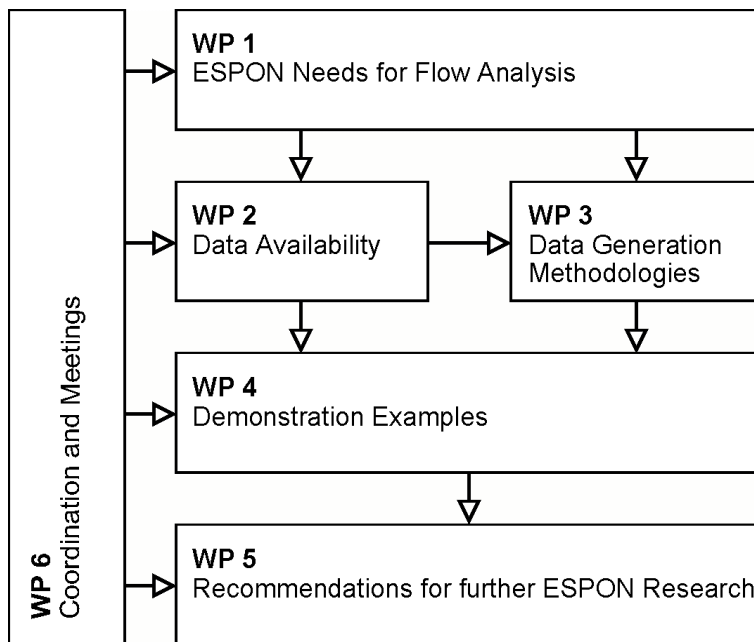 WP 1
ESPON Needs for Flow Analysis
WP 2
Data Availability
WP 3
Data Generation
Methodologies
WP 4
Demonstration Examples
WP 5
Recommendations for further ESPON Research
WP 6
Coordination and Meetings